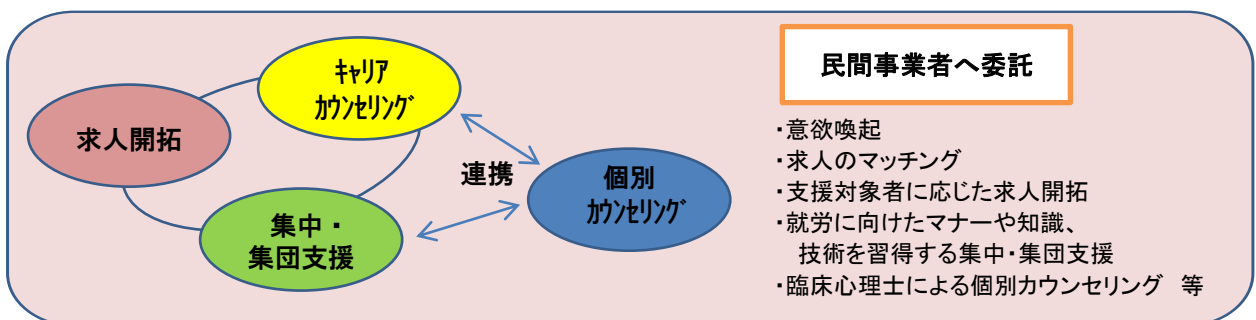 求人開拓
ｷｬﾘｱ
ｶｳﾝｾﾘﾝｸﾞ
集中・
集団支援
連携
個別
ｶｳﾝｾﾘﾝｸﾞ
民間事業者へ委託
・意欲喚起
・求人のマッチング
・支援対象者に応じた求人開拓
・就労に向けたマナーや知識、
技術を習得する集中・集団支援
・臨床心理士による個別カウンセリング　等